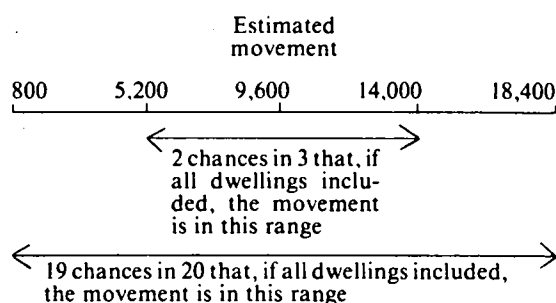 Estimated
movement
800 5,200 9,600 14,000 18,400
2 chances in 3 that, if
all dwellings inclu-
ded, the movement
is in this range
19 chances in 20 that, if all dwellings included,
the movement is in this range